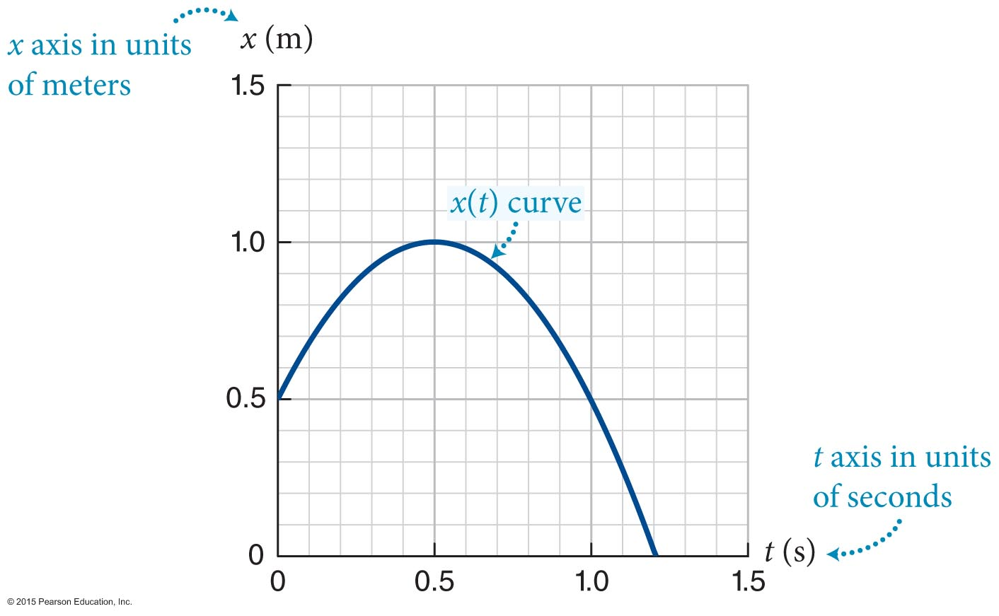 x axis in units
of meters
x (m)
1.5
x(t) curve
1.0
0.5
t axis in units
of seconds
0
t (s)
0
0.5
1.0
1.5
© 2015 Pearson Education, Inc.